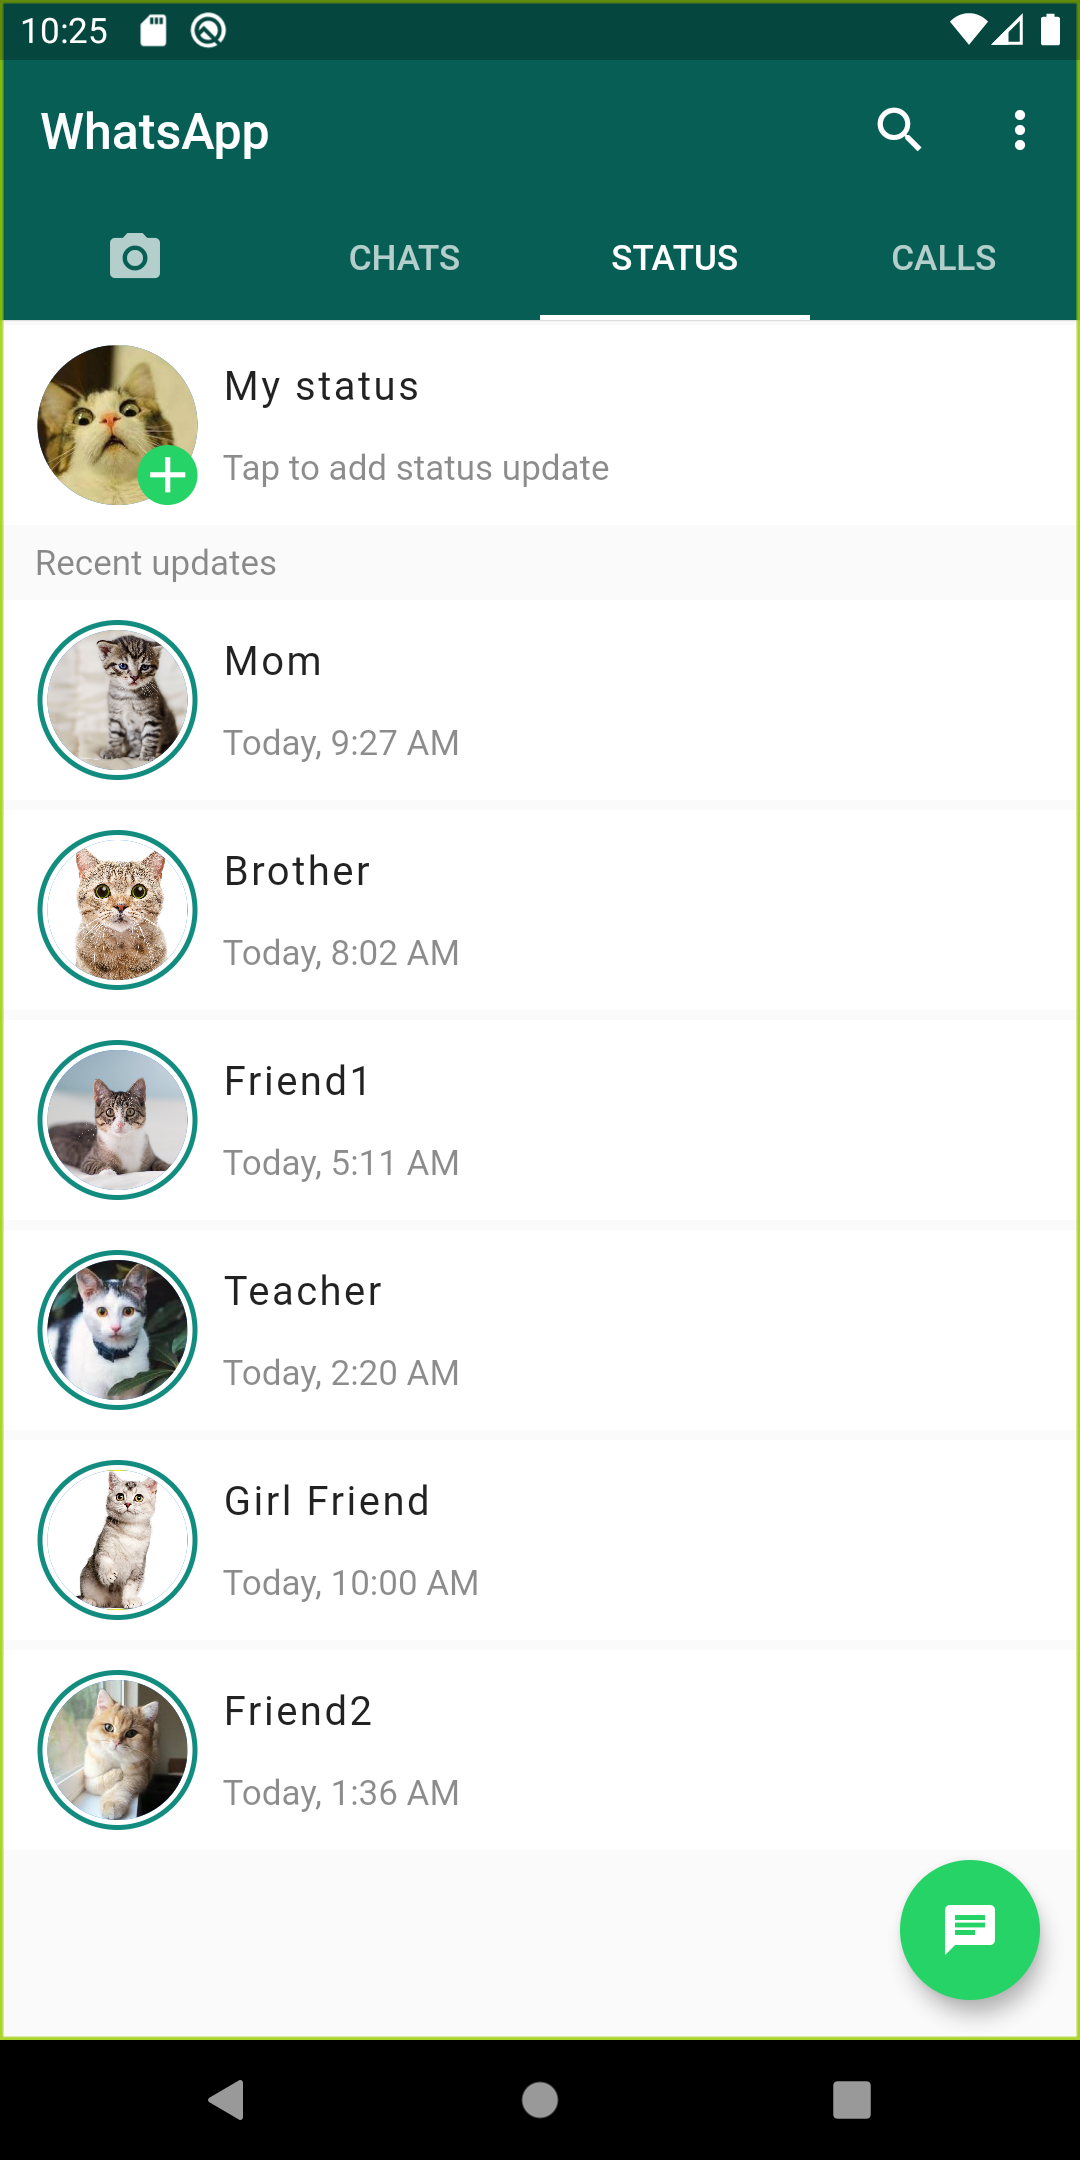 10:25
WhatsApp
CHATS STATUS CALLS
My status
Tap to add status update
Recent updates
Mom
Today, 9:27 AM
Brother
Today, 8:02 AM
Friend1
Today, 5:11 AM
Teacher
Today, 2:20 AM
Girl Friend
Today, 10:00 AM
Friend2
Today, 1:36 AM